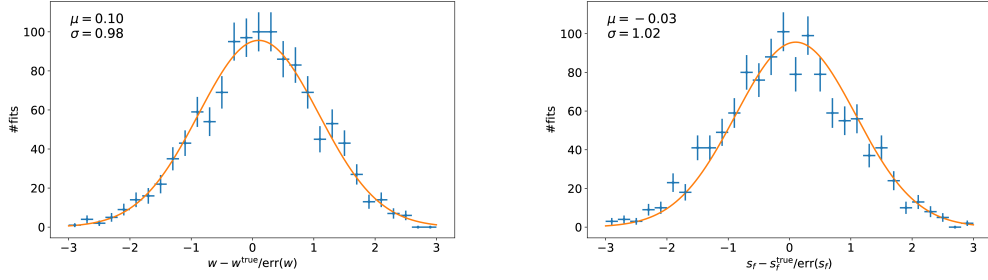 μ = 0.10
σ = 0.98
100
80
60
40
20
0
#fits
−3 −2 −1 0 1 2 3
w − w^true/err(w)
μ = −0.03
σ = 1.02
100
80
60
40
20
0
#fits
−3 −2 −1 0 1 2 3
s_f − s_f^true/err(s_f)